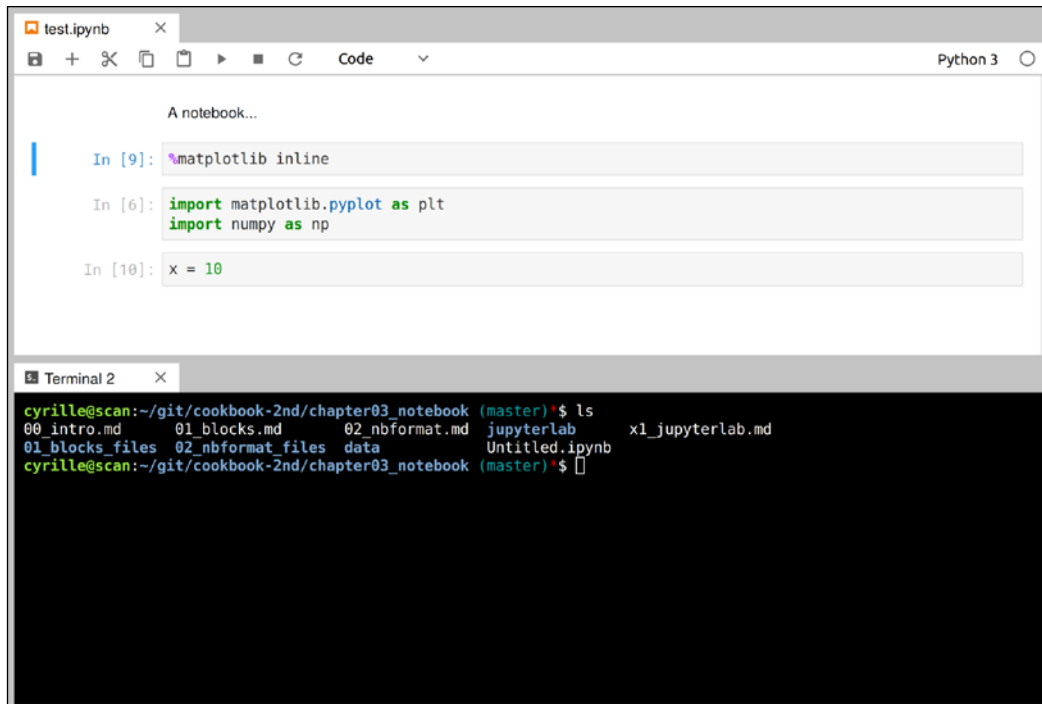 test.ipynb
Code
Python 3
A notebook...
In [9]: %matplotlib inline
In [6]: import matplotlib.pyplot as plt
import numpy as np
In [10]: x = 10
Terminal 2
cyrille@scan:~/git/cookbook-2nd/chapter03_notebook (master)*$ ls
00_intro.md 01_blocks.md 02_nbformat.md jupyterlab x1_jupyterlab.md
01_blocks_files 02_nbformat_files data Untitled.ipynb
cyrille@scan:~/git/cookbook-2nd/chapter03_notebook (master)*$